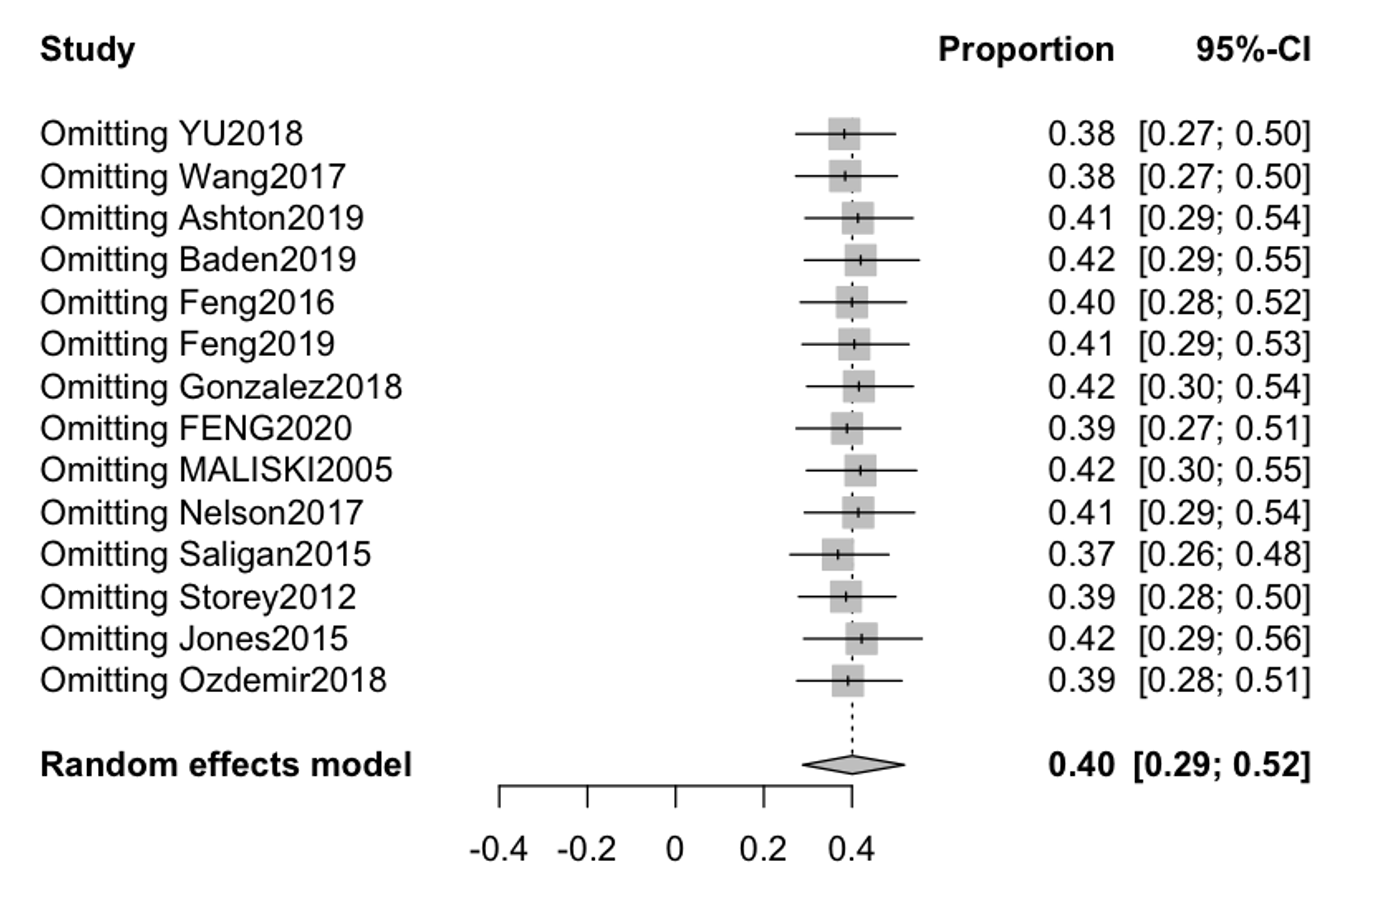 Study Proportion 95%-CI
Omitting YU2018 0.38 [0.27; 0.50]
Omitting Wang2017 0.38 [0.27; 0.50]
Omitting Ashton2019 0.41 [0.29; 0.54]
Omitting Baden2019 0.42 [0.29; 0.55]
Omitting Feng2016 0.40 [0.28; 0.52]
Omitting Feng2019 0.41 [0.29; 0.53]
Omitting Gonzalez2018 0.42 [0.30; 0.54]
Omitting FENG2020 0.39 [0.27; 0.51]
Omitting MALISKI2005 0.42 [0.30; 0.55]
Omitting Nelson2017 0.41 [0.29; 0.54]
Omitting Saligan2015 0.37 [0.26; 0.48]
Omitting Storey2012 0.39 [0.28; 0.50]
Omitting Jones2015 0.42 [0.29; 0.56]
Omitting Ozdemir2018 0.39 [0.28; 0.51]
Random effects model 0.40 [0.29; 0.52]
-0.4 -0.2 0 0.2 0.4